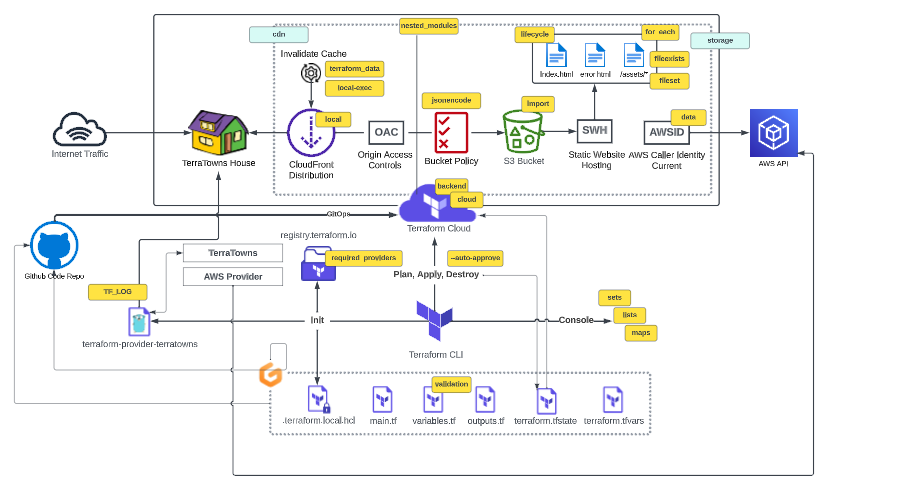 nested_modules
cdn
lifecycle
for_each
storage
Invalidate Cache
terraform_data
local-exec
fileexists
fileset
Index.html
error.html
/assets/*
jsonencode
import
local
data
OAC
SWH
AWSID
Internet Traffic
TerraTowns House
CloudFront
Distribution
Origin Access
Controls
Bucket Policy
S3 Bucket
Static Website
Hosting
AWS Caller Identity
Current
AWS API
backend
cloud
GitOps
Terraform Cloud
registry.terraform.io
TerraTowns
AWS Provider
required_providers
--auto-approve
Github Code Repo
Plan, Apply, Destroy
TF_LOG
sets
lists
maps
Init
Console
terraform-provider-terratowns
Terraform CLI
validation
.terraform.local.hcl
main.tf
variables.tf
outputs.tf
terraform.tfstate
terraform.tfvars